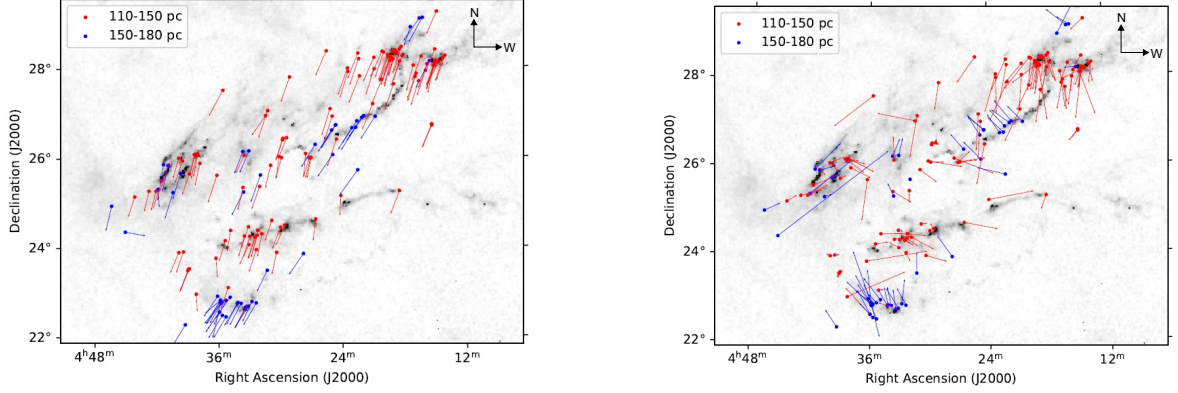 110-150 pc
150-180 pc
N
W
28°
26°
24°
22°
Declination (J2000)
4ʰ48ᵐ
36ᵐ
24ᵐ
12ᵐ
Right Ascension (J2000)
110-150 pc
150-180 pc
N
W
28°
26°
24°
22°
Declination (J2000)
4ʰ48ᵐ
36ᵐ
24ᵐ
12ᵐ
Right Ascension (J2000)